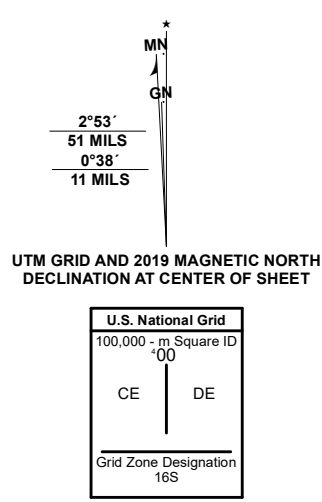 ★
MN
GN
2°53´
51 MILS
0°38´
11 MILS
UTM GRID AND 2019 MAGNETIC NORTH
DECLINATION AT CENTER OF SHEET
U.S. National Grid
100,000 - m Square ID
⁴00
CE DE
Grid Zone Designation
16S